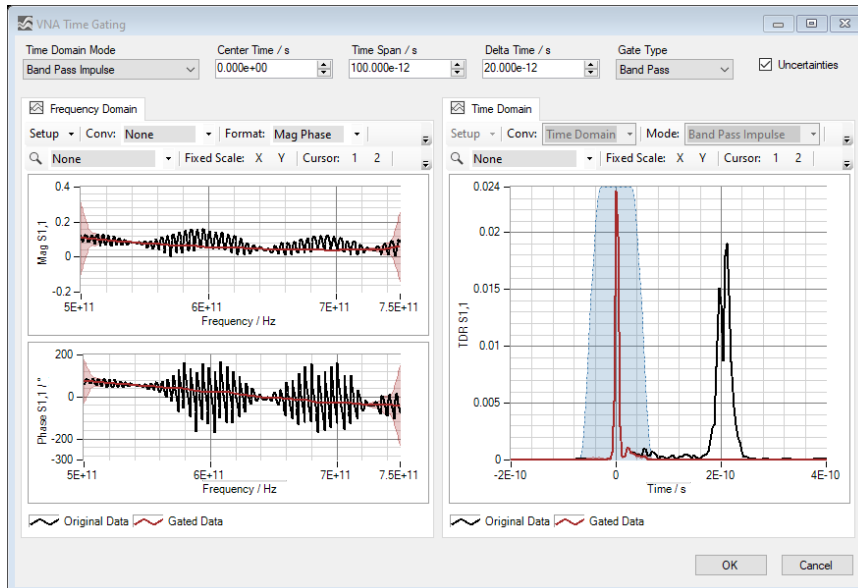 VNA Time Gating
Time Domain Mode
Center Time / s
Time Span / s
Delta Time / s
Gate Type
Band Pass Impulse
0.000e+00
100.000e-12
20.000e-12
Band Pass
Uncertainties
Frequency Domain
Setup Conv: None Format: Mag Phase
None Fixed Scale: X Y Cursor: 1 2
0.4
0.2
0
-0.2
Mag S1,1
5E+11 6E+11 7E+11 7.5E+11
Frequency / Hz
200
0
-200
-300
Phase S1,1 / °
5E+11 6E+11 7E+11 7.5E+11
Frequency / Hz
Original Data Gated Data
Time Domain
Setup Conv: Time Domain Mode: Band Pass Impulse
None Fixed Scale: X Y Cursor: 1 2
0.024
0.02
0.015
0.01
0.005
0
TDR S1,1
-2E-10 0 2E-10 4E-10
Time / s
Original Data Gated Data
OK Cancel